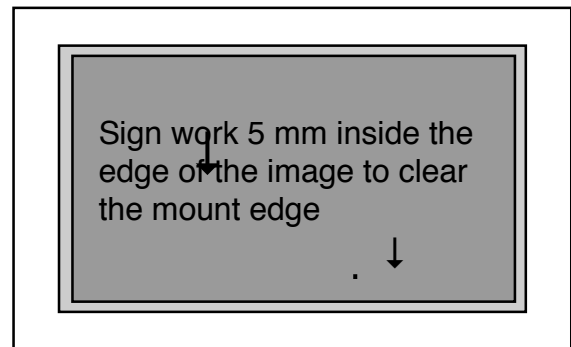 Sign work 5 mm inside the
edge of the image to clear
the mount edge
.